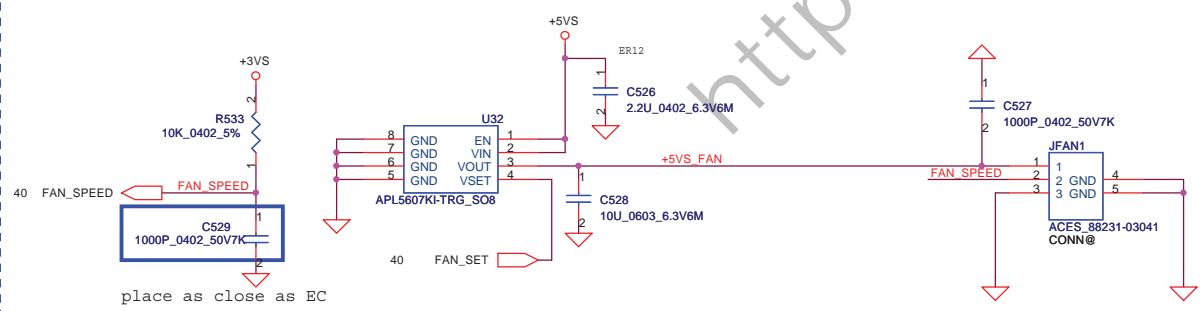 +5VS
ER12
+3VS
1
C526
2.2U_0402_6.3V6M
2
2
R533
10K_0402_5%
1
U32
8 GND EN 1
7 GND VIN 2
6 GND VOUT 3
5 GND VSET 4
APL5607KI-TRG_SO8
1
C527
1000P_0402_50V7K
2
+5VS_FAN
JFAN1
1 1
FAN_SPEED 2 2 GND 4
3 3 GND 5
ACES_88231-03041
CONN@
40 FAN_SPEED
FAN_SPEED
1
C529
1000P_0402_50V7K
2
place as close as EC
1
C528
10U_0603_6.3V6M
2
40 FAN_SET
http